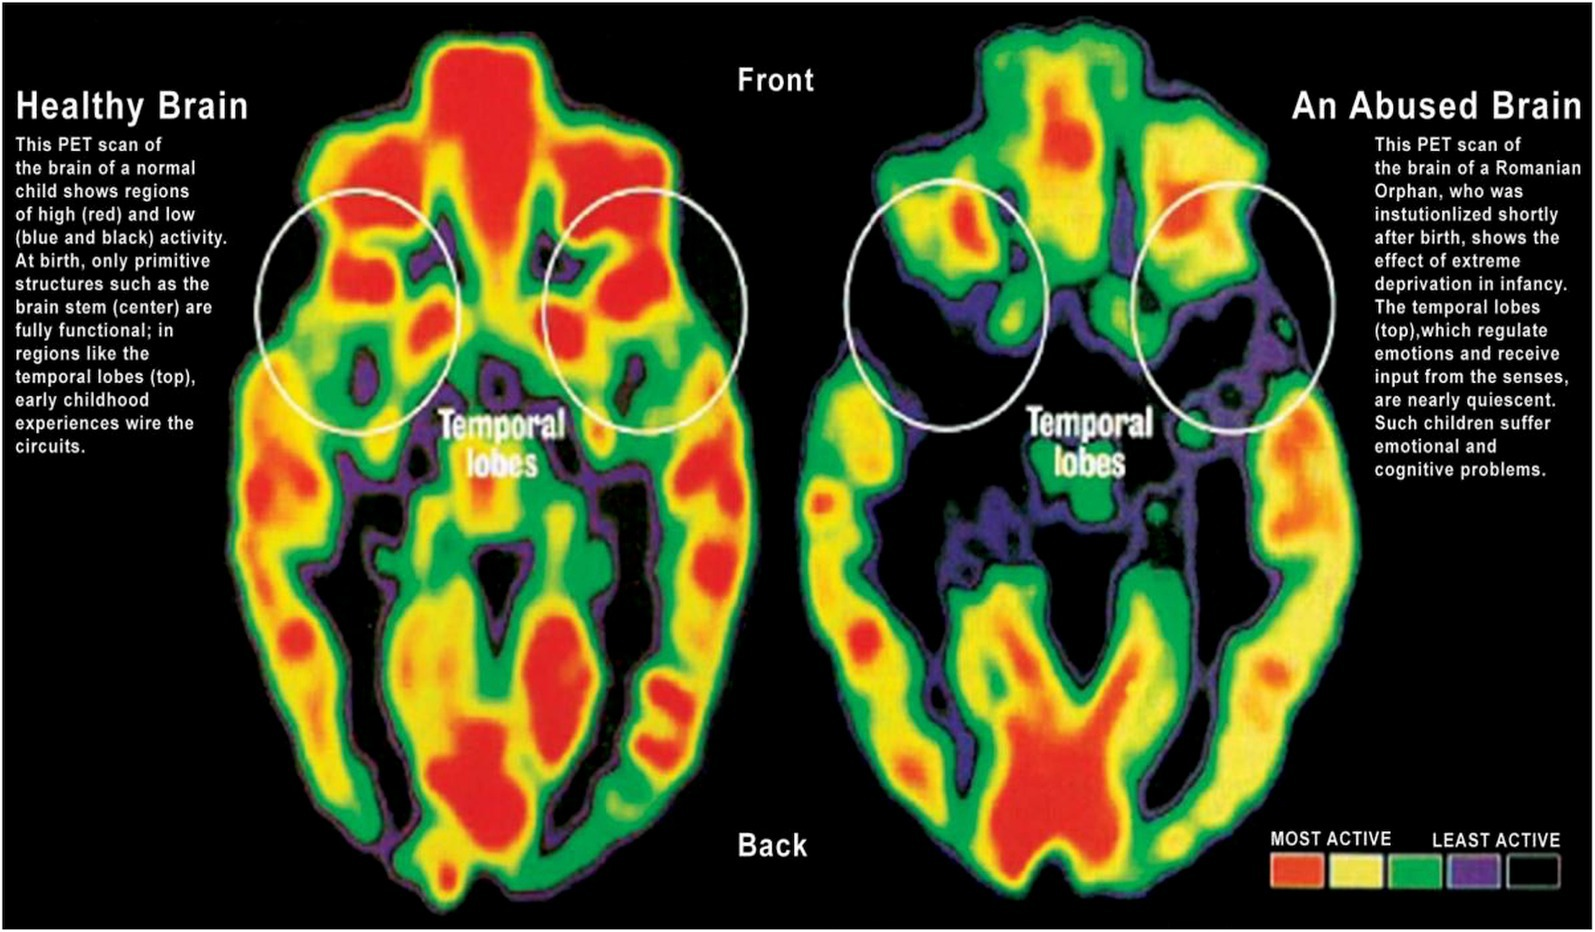 Healthy Brain
This PET scan of
the brain of a normal
child shows regions
of high (red) and low
(blue and black) activity.
At birth, only primitive
structures such as the
brain stem (center) are
fully functional; in
regions like the
temporal lobes (top),
early childhood
experiences wire the
circuits.
Front
An Abused Brain
This PET scan of
the brain of a Romanian
Orphan, who was
instutionlized shortly
after birth, shows the
effect of extreme
deprivation in infancy.
The temporal lobes
(top),which regulate
emotions and receive
input from the senses,
are nearly quiescent.
Such children suffer
emotional and
cognitive problems.
Temporal
lobes
Temporal
lobes
Back
MOST ACTIVE LEAST ACTIVE